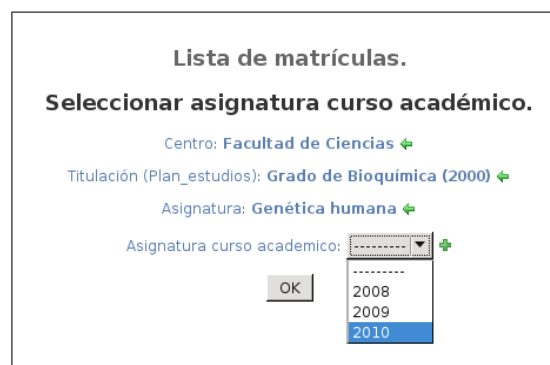 Lista de matrículas.
Seleccionar asignatura curso académico.
Centro: Facultad de Ciencias
Titulación (Plan_estudios): Grado de Bioquímica (2000)
Asignatura: Genética humana
Asignatura curso academico: ---------
---------
OK
2008
2009
2010